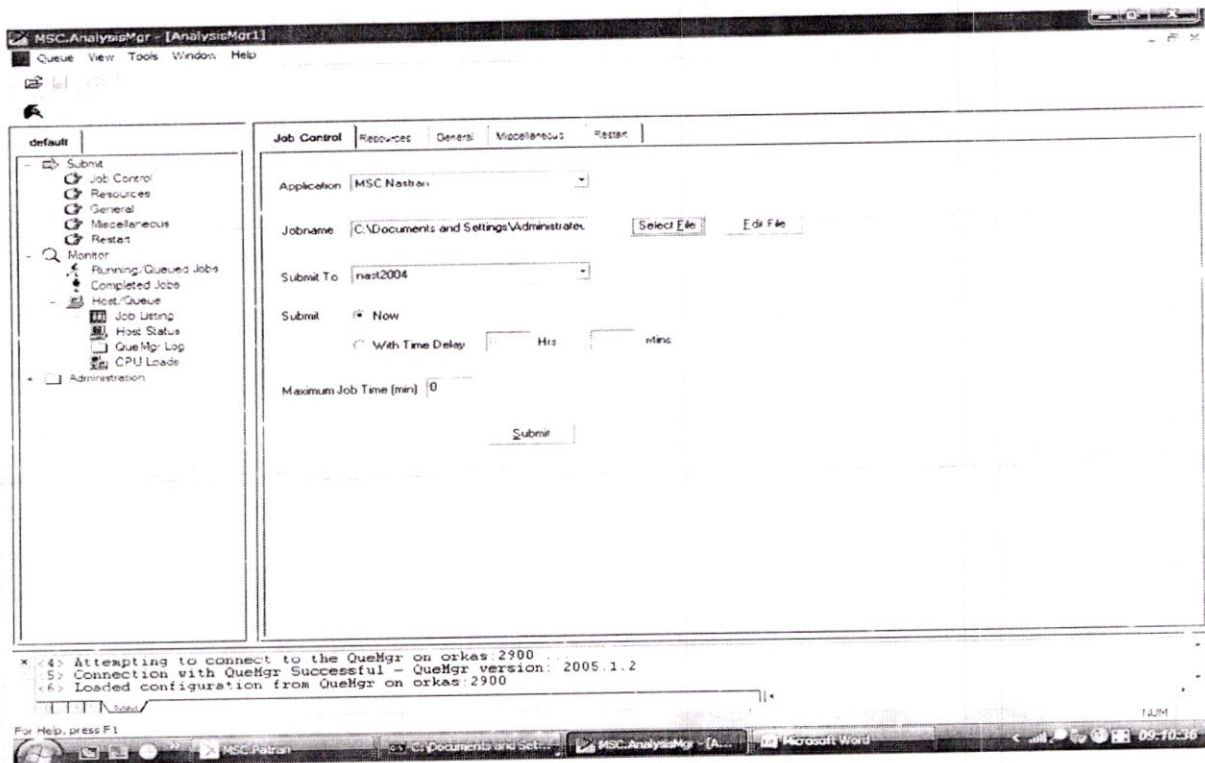 MSC.AnalysisMgr - [AnalysisMgr1]
Queue View Tools Window Help
default
Submit
Job Control
Resources
General
Miscellaneous
Restart
Monitor
Running/Queued Jobs
Completed Jobs
Host/Queue
Job Listing
Host Status
QueMgr Log
CPU Loads
Administration
Job Control Resources General Miscellaneous Restart
Application MSC.Nastran
Jobname C:\Documents and Settings\Administrateu Select File Edit File
Submit To nast2004
Submit Now
With Time Delay Hrs Mins
Maximum Job Time (min) 0
Submit
<4> Attempting to connect to the QueMgr on orkas:2900 ...
<5> Connection with QueMgr Successful - QueMgr version: 2005.1.2
<6> Loaded configuration from QueMgr on orkas:2900
Output
For Help, press F1 NUM
MSC.Patran C:\Documents and Set... MSC.AnalysisMgr - [A... Microsoft Word 09:10:36